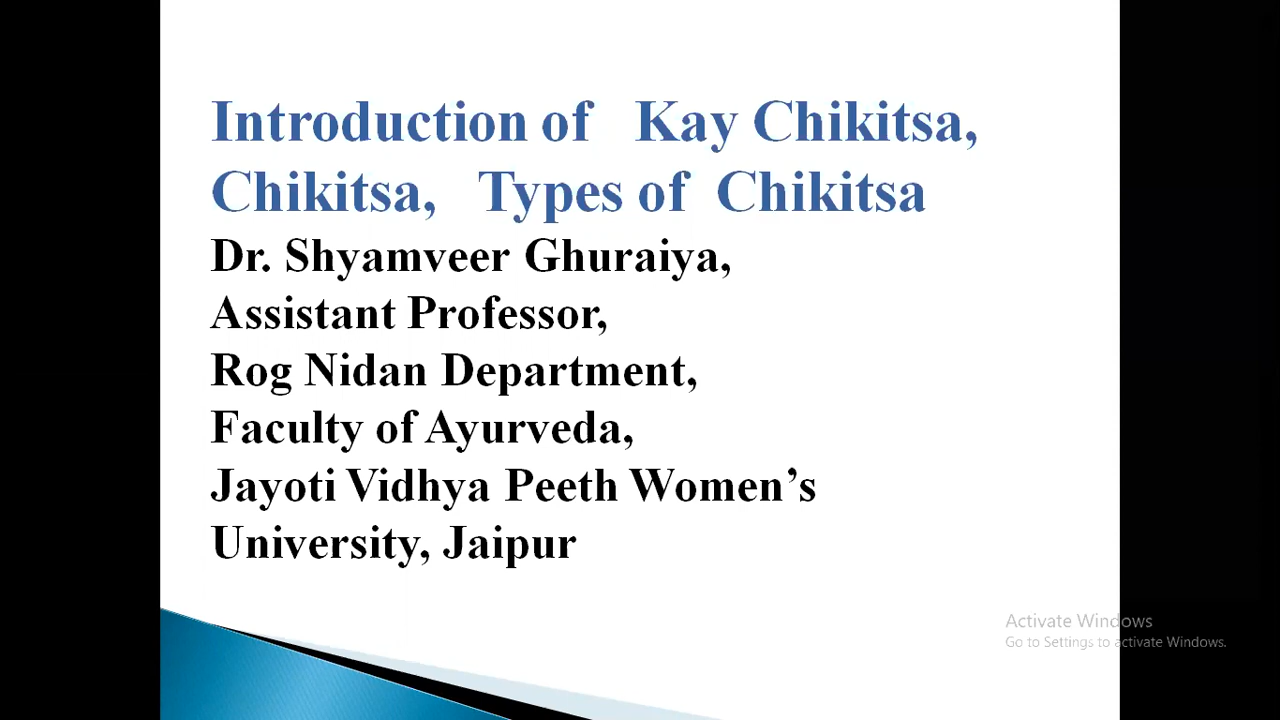 Introduction of Kay Chikitsa,
Chikitsa, Types of Chikitsa
Dr. Shyamveer Ghuraiya,
Assistant Professor,
Rog Nidan Department,
Faculty of Ayurveda,
Jayoti Vidhya Peeth Women’s
University, Jaipur
Activate Windows
Go to Settings to activate Windows.